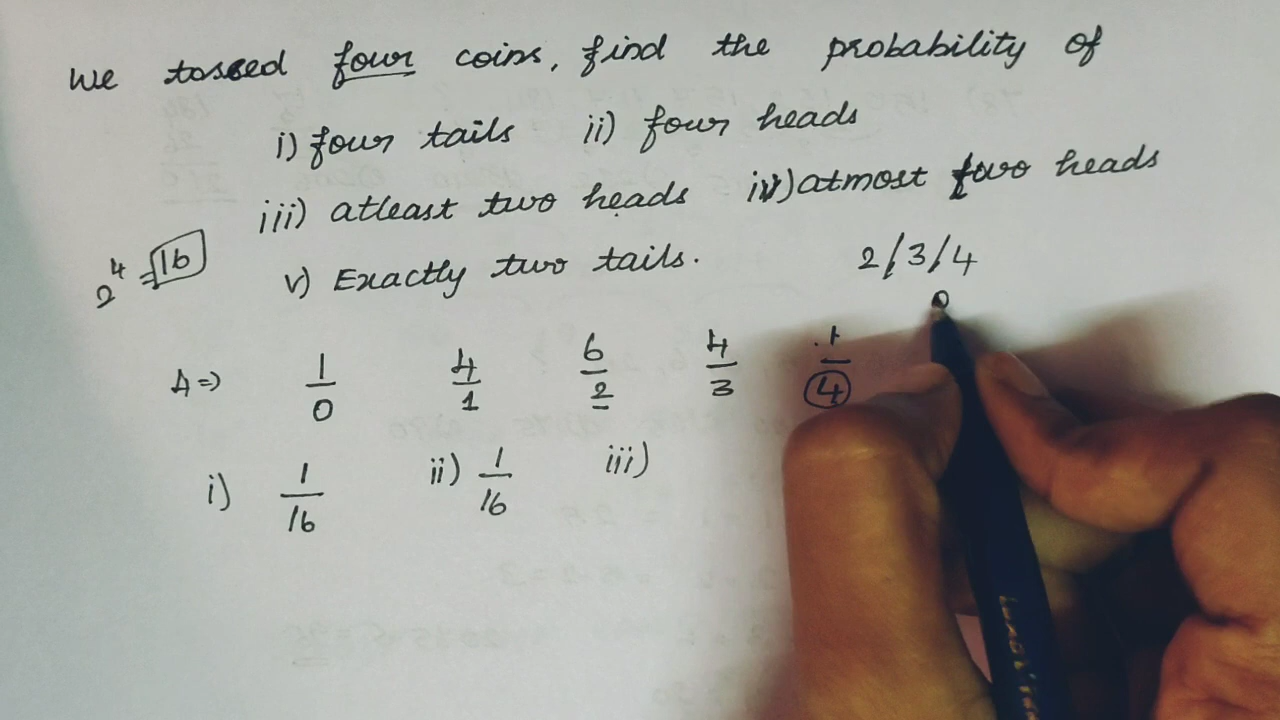 We tossed four coins, find the probability of
i) four tails ii) four heads
iii) atleast two heads iv) atmost two heads
v) Exactly two tails.
2^4 = 16
2/3/4
4 ⇒ 1/0 4/1 6/2 4/3 1/4
i) 1/16 ii) 1/16 iii)